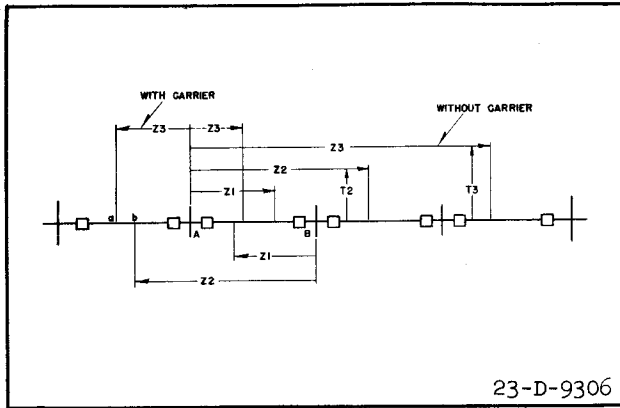 WITH CARRIER
WITHOUT CARRIER
Z3 Z3
Z3
Z2
Z1 T2 T3
a b
A B
Z1
Z2
23-D-9306